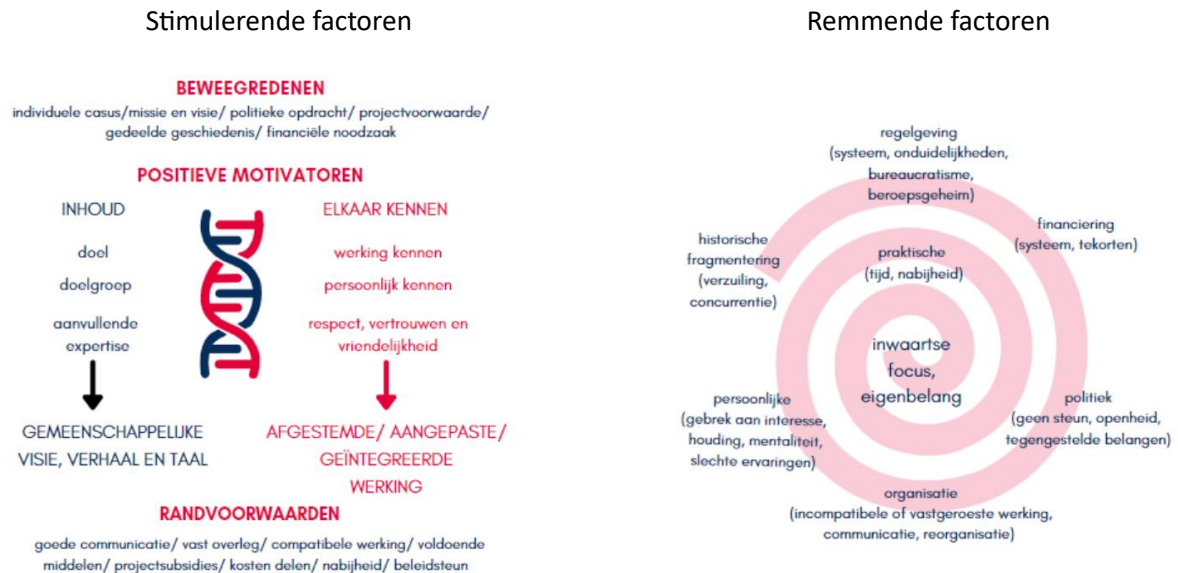 Stimulerende factoren
BEWEEGREDENEN
individuele casus/missie en visie/ politieke opdracht/ projectvoorwaarde/
gedeelde geschiedenis/ financiële noodzaak
POSITIEVE MOTIVATOREN
INHOUD
doel
doelgroep
aanvullende
expertise
GEMEENSCHAPPELIJKE
VISIE, VERHAAL EN TAAL
ELKAAR KENNEN
werking kennen
persoonlijk kennen
respect, vertrouwen en
vriendelijkheid
AFGESTEMDE/ AANGEPASTE/
GEÏNTEGREERDE
WERKING
RANDVOORWAARDEN
goede communicatie/ vast overleg/ compatibele werking/ voldoende
middelen/ projectsubsidies/ kosten delen/ nabijheid/ beleidsteun
Remmende factoren
regelgeving
(systeem, onduidelijkheden,
bureaucratisme,
beroepsgeheim)
financiering
(systeem, tekorten)
historische
fragmentering
(verzuiling,
concurrentie)
praktische
(tijd, nabijheid)
inwaartse
focus,
eigenbelang
persoonlijke
(gebrek aan interesse,
houding, mentaliteit,
slechte ervaringen)
politiek
(geen steun, openheid,
tegengestelde belangen)
organisatie
(incompatibele of vastgeroeste werking,
communicatie, reorganisatie)